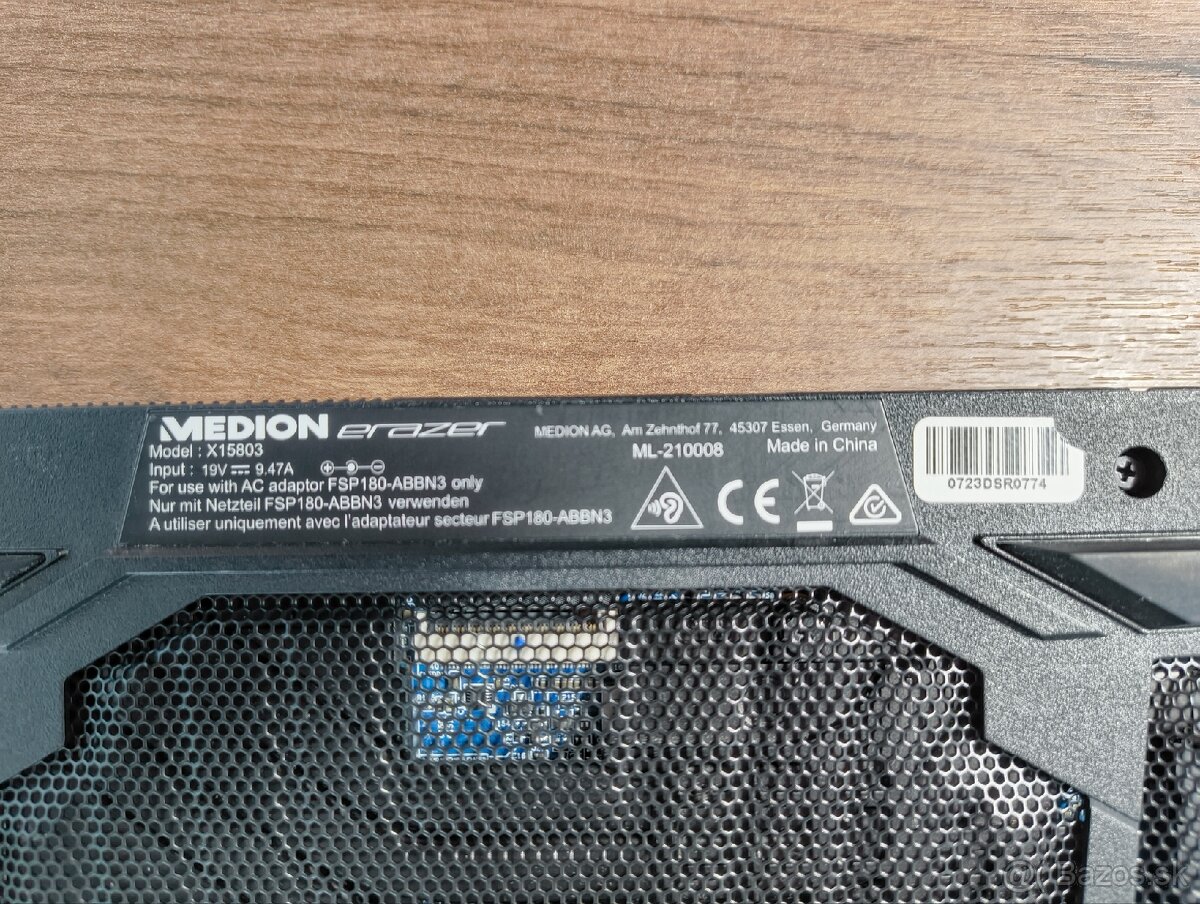 MEDION erazer
Model : X15803
Input : 19V 9.47A
For use with AC adaptor FSP180-ABBN3 only
Nur mit Netzteil FSP180-ABBN3 verwenden
A utiliser uniquement avec l'adaptateur secteur FSP180-ABBN3
MEDION AG, Am Zehnthof 77, 45307 Essen, Germany
ML-210008 Made in China
CE
0723DSR0774
Bazos.sk